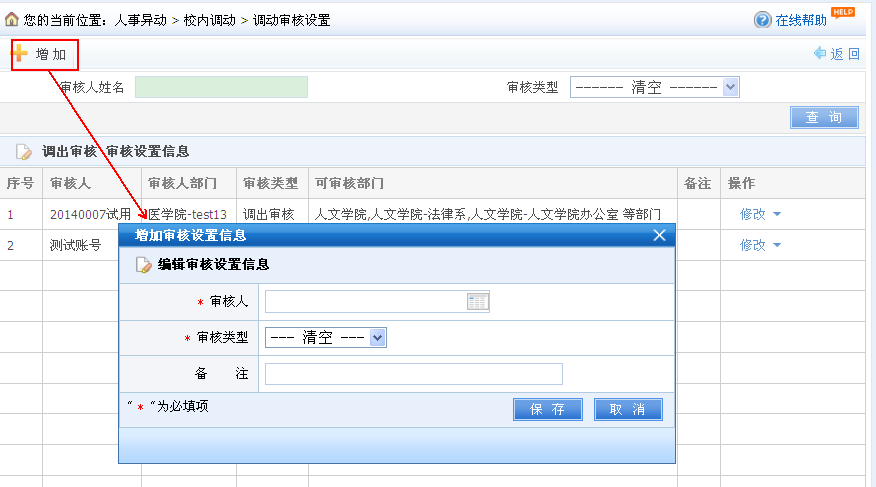 您的当前位置：人事异动 > 校内调动 > 调动审核设置 在线帮助 HELP
增 加 返 回
审核人姓名 审核类型 ------ 清空 ------
查 询
调出审核 审核设置信息
序号 审核人 审核人部门 审核类型 可审核部门 备注 操作
1 20140007试用 医学院-test13 调出审核 人文学院,人文学院-法律系,人文学院-人文学院办公室 等部门 修改
2 测试账号 修改
增加审核设置信息
编辑审核设置信息
* 审核人
* 审核类型 --- 清空 ---
备 注
“ * ”为必填项 保 存 取 消